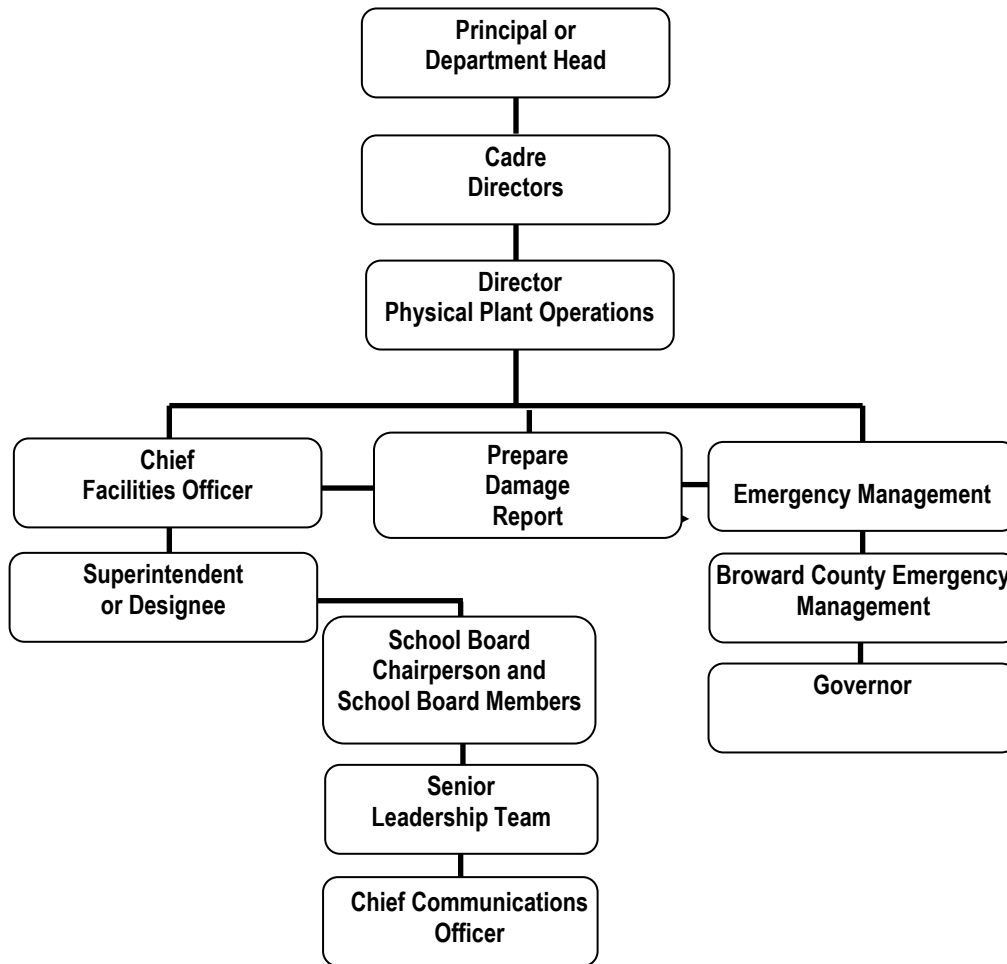 Principal or
Department Head
Cadre
Directors
Director
Physical Plant Operations
Chief
Facilities Officer
Prepare
Damage
Report
Emergency Management
Superintendent
or Designee
Broward County Emergency
Management
School Board
Chairperson and
School Board Members
Governor
Senior
Leadership Team
Chief Communications
Officer